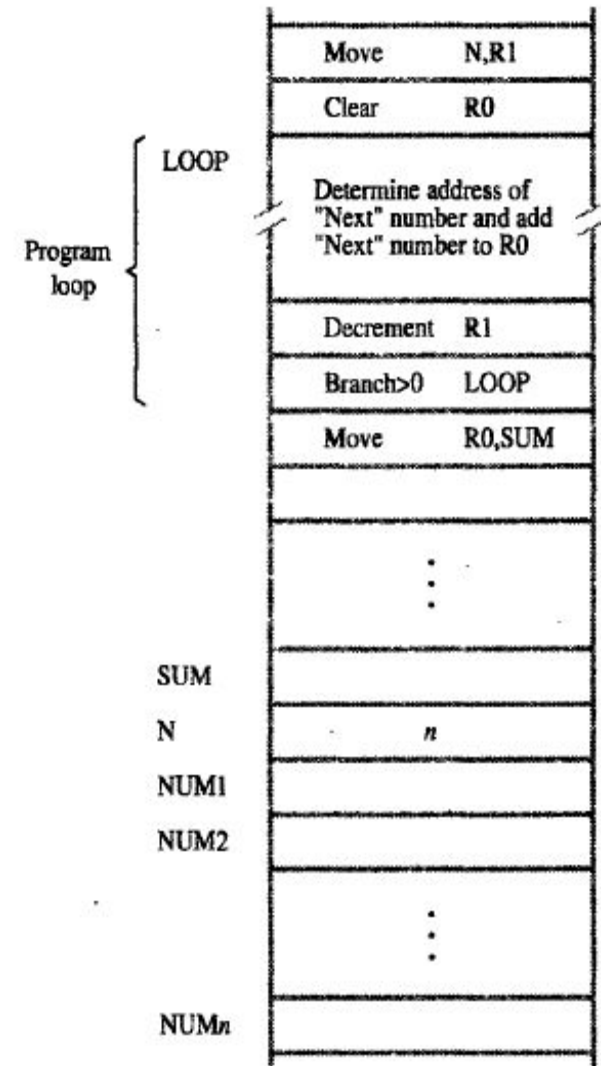 Move N,R1
Clear R0
LOOP
Determine address of
"Next" number and add
"Next" number to R0
Program
loop
Decrement R1
Branch>0 LOOP
Move R0,SUM
SUM
N n
NUM1
NUM2
NUMn